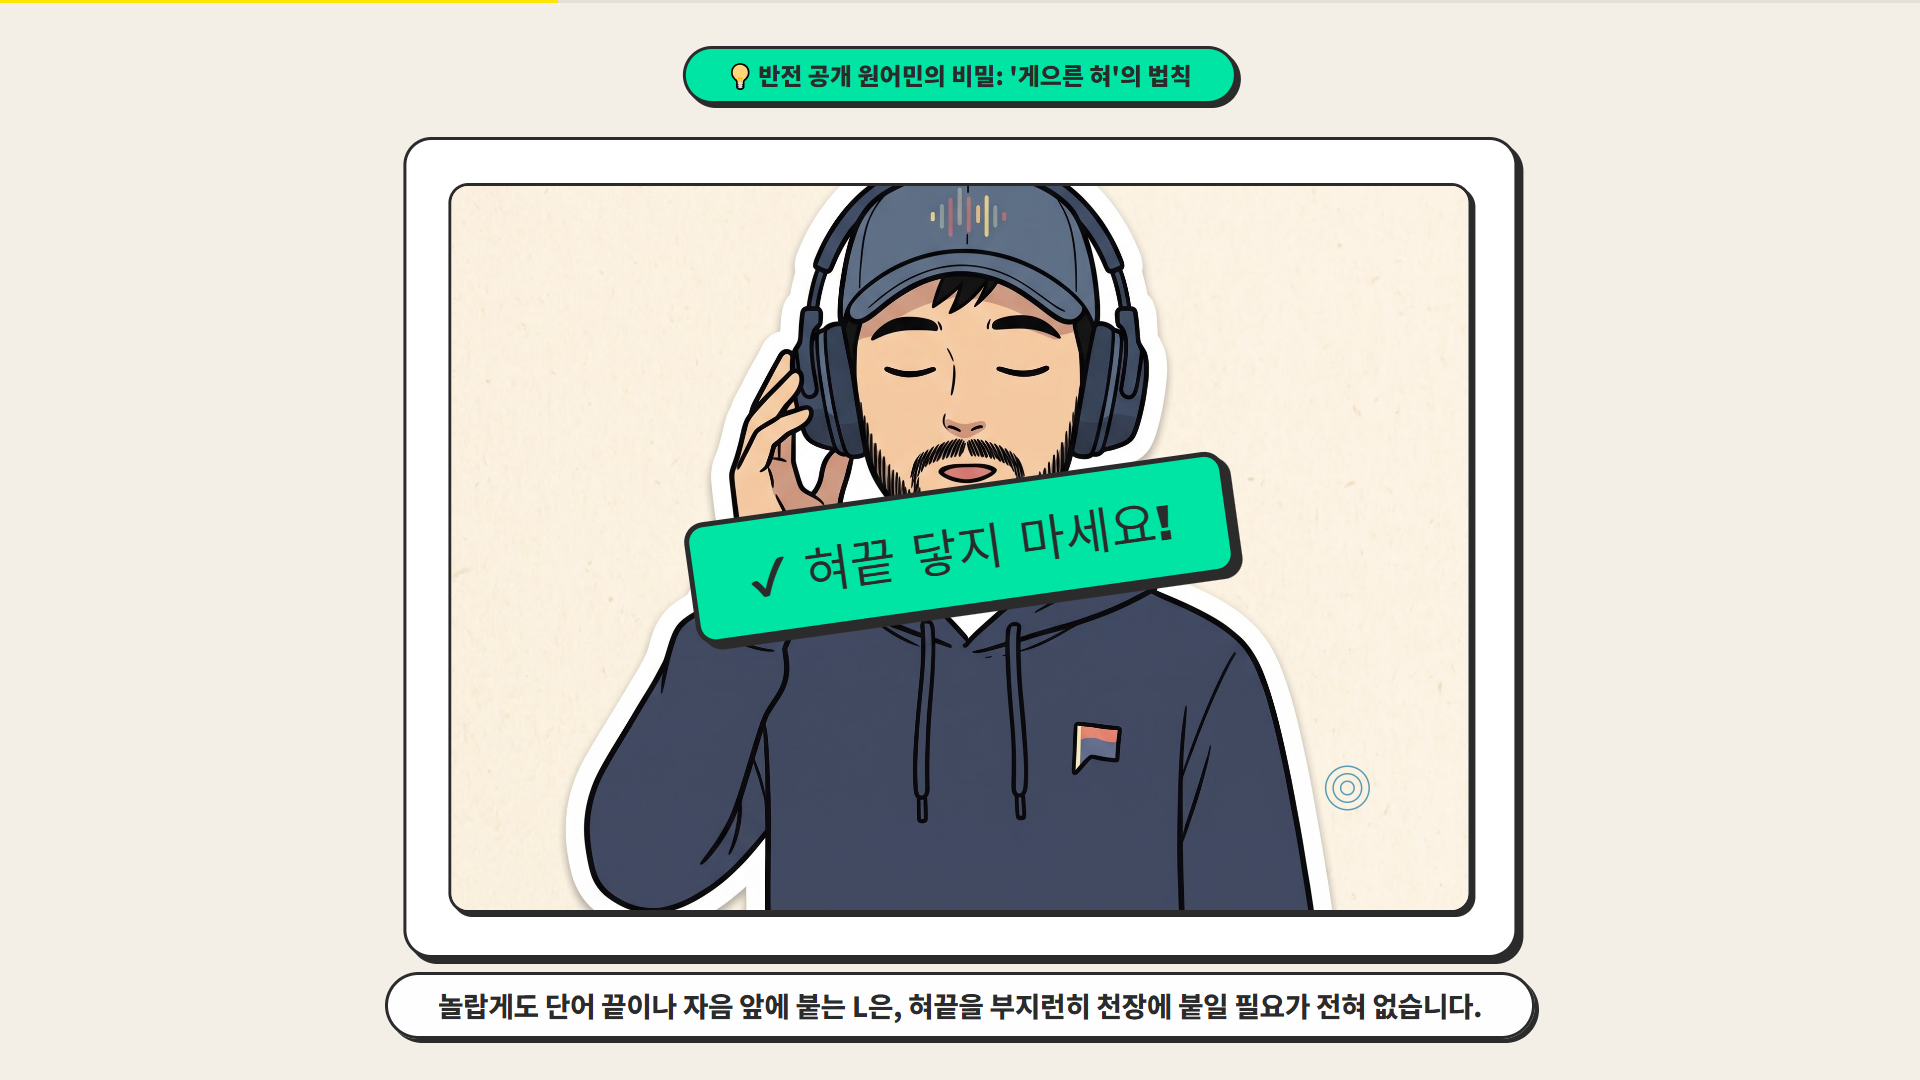 💡 반전 공개 원어민의 비밀: '게으른 혀'의 법칙
✓ 혀끝 닿지 마세요!
놀랍게도 단어 끝이나 자음 앞에 붙는 L은, 혀끝을 부지런히 천장에 붙일 필요가 전혀 없습니다.